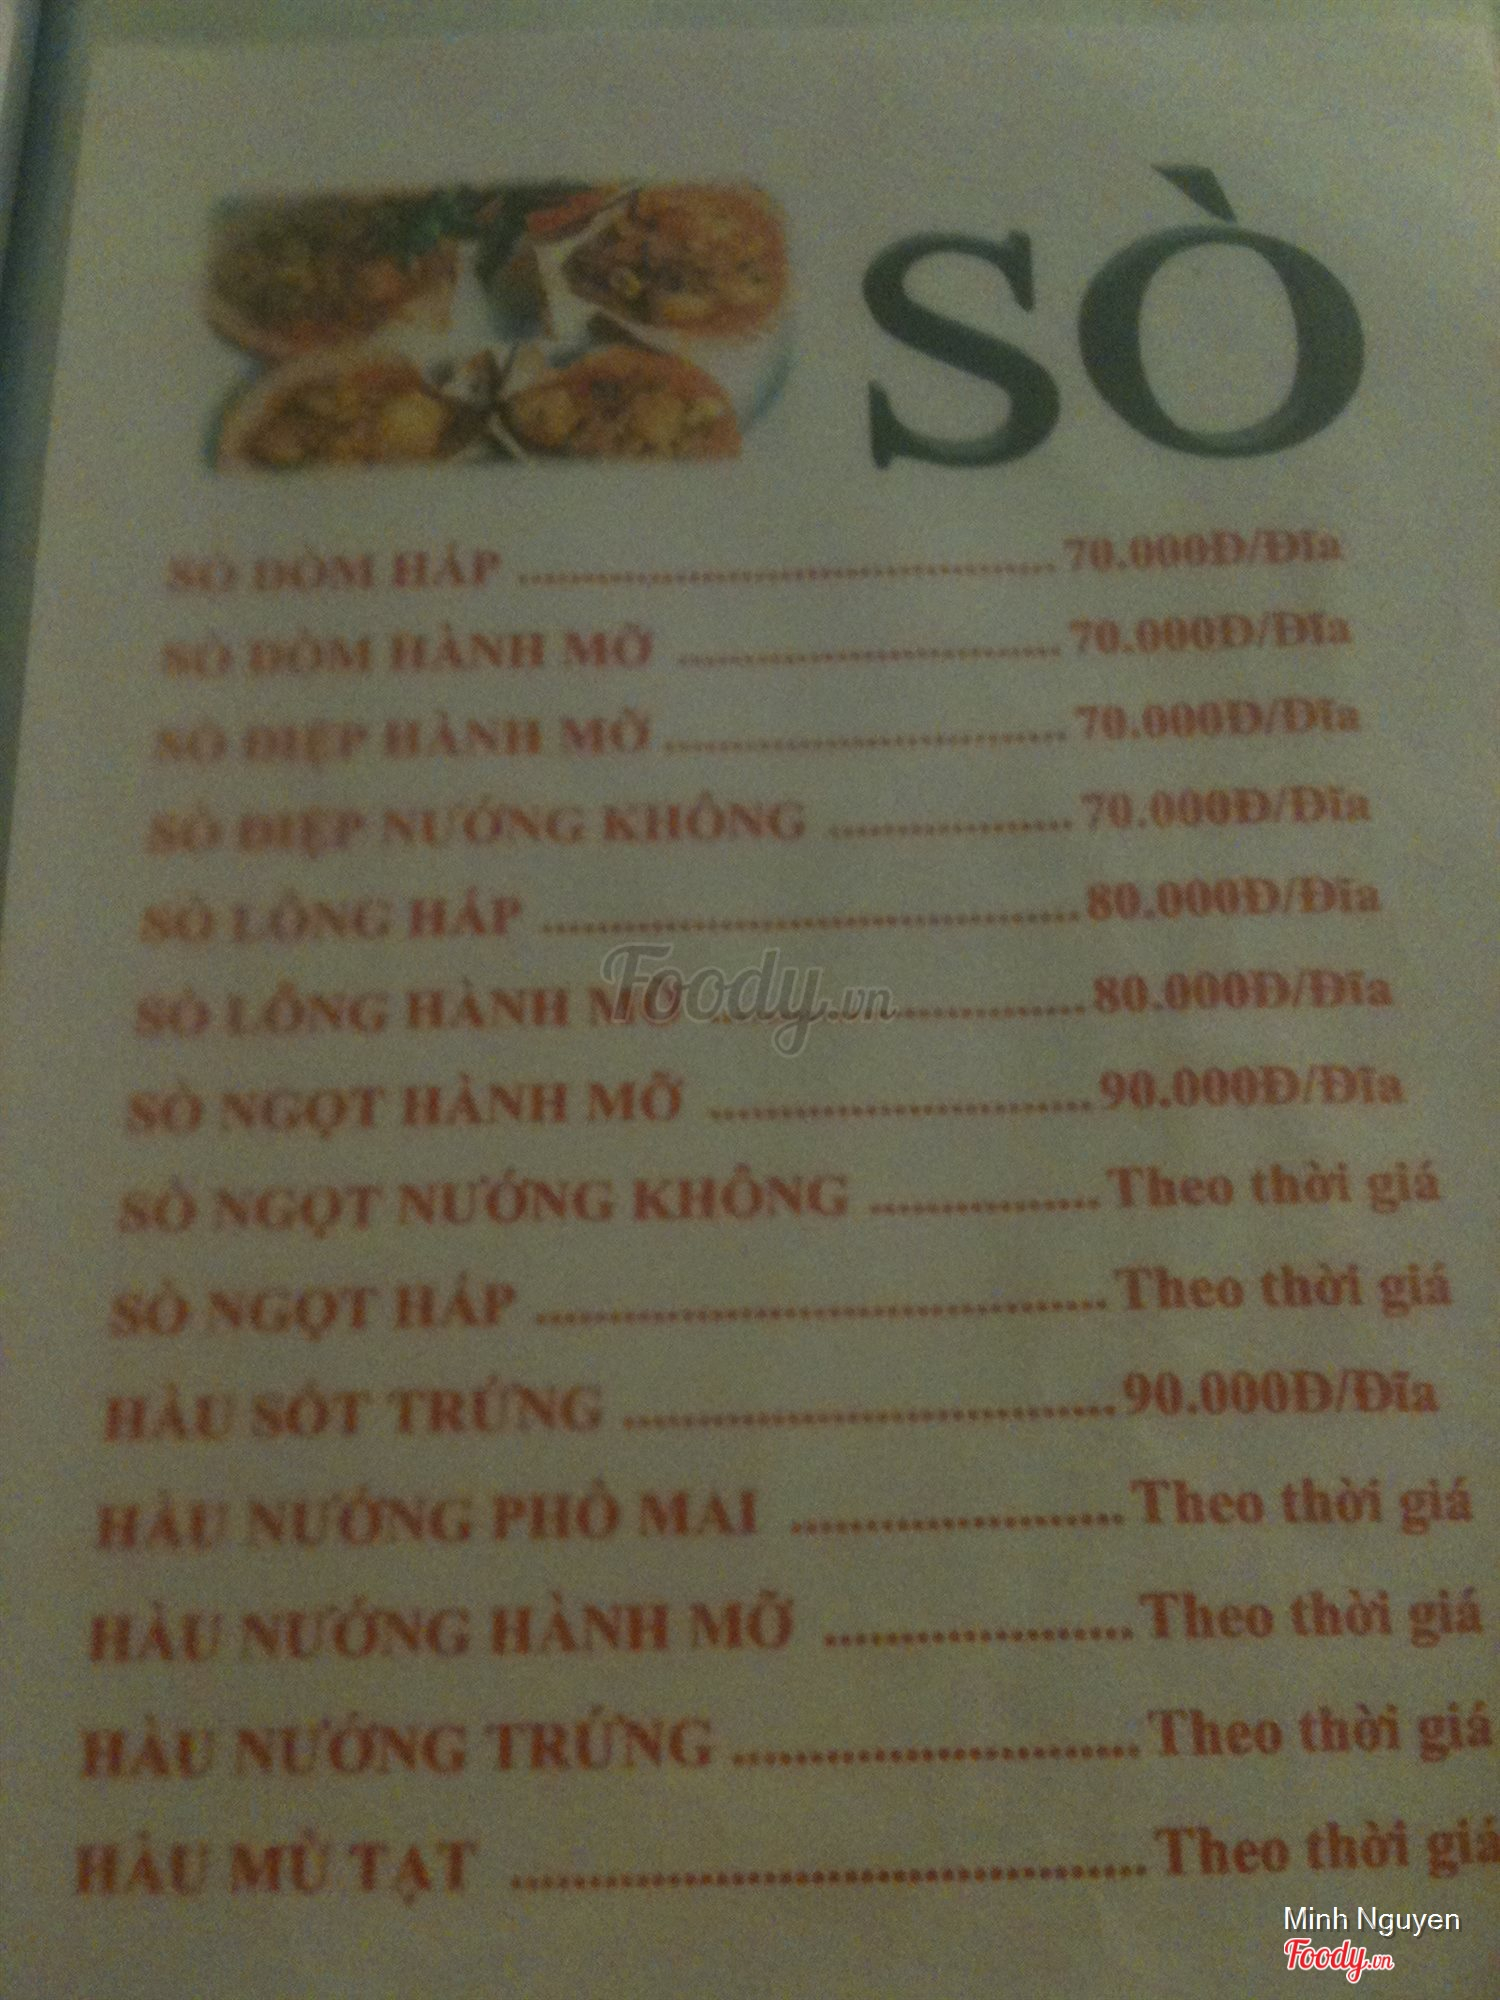 SÒ
SÒ ĐÒM HẤP ........................................ 70.000Đ/Đĩa
SÒ ĐÒM HÀNH MỠ ............................. 70.000Đ/Đĩa
SÒ ĐIỆP HÀNH MỠ .............................. 70.000Đ/Đĩa
SÒ ĐIỆP NƯỚNG KHÔNG .................. 70.000Đ/Đĩa
SÒ LÔNG HẤP ........................................ 80.000Đ/Đĩa
SÒ LÔNG HÀNH MỠ ............................ 80.000Đ/Đĩa
SÒ NGỌT HÀNH MỠ ............................ 90.000Đ/Đĩa
SÒ NGỌT NƯỚNG KHÔNG ................ Theo thời giá
SÒ NGỌT HẤP ........................................ Theo thời giá
HÀU SỐT TRỨNG .................................. 90.000Đ/Đĩa
HÀU NƯỚNG PHÔ MAI ....................... Theo thời giá
HÀU NƯỚNG HÀNH MỠ ..................... Theo thời giá
HÀU NƯỚNG TRỨNG ........................... Theo thời giá
HÀU MÙ TẠT ......................................... Theo thời giá
Foody.vn
Minh Nguyen
Foody.vn